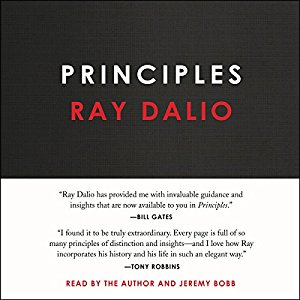 PRINCIPLES
RAY DALIO
“Ray Dalio has provided me with invaluable guidance and
insights that are now available to you in Principles.”
—BILL GATES
“I found it to be truly extraordinary. Every page is full of so
many principles of distinction and insights—and I love how Ray
incorporates his history and his life in such an elegant way.”
—TONY ROBBINS
READ BY THE AUTHOR AND JEREMY BOBB